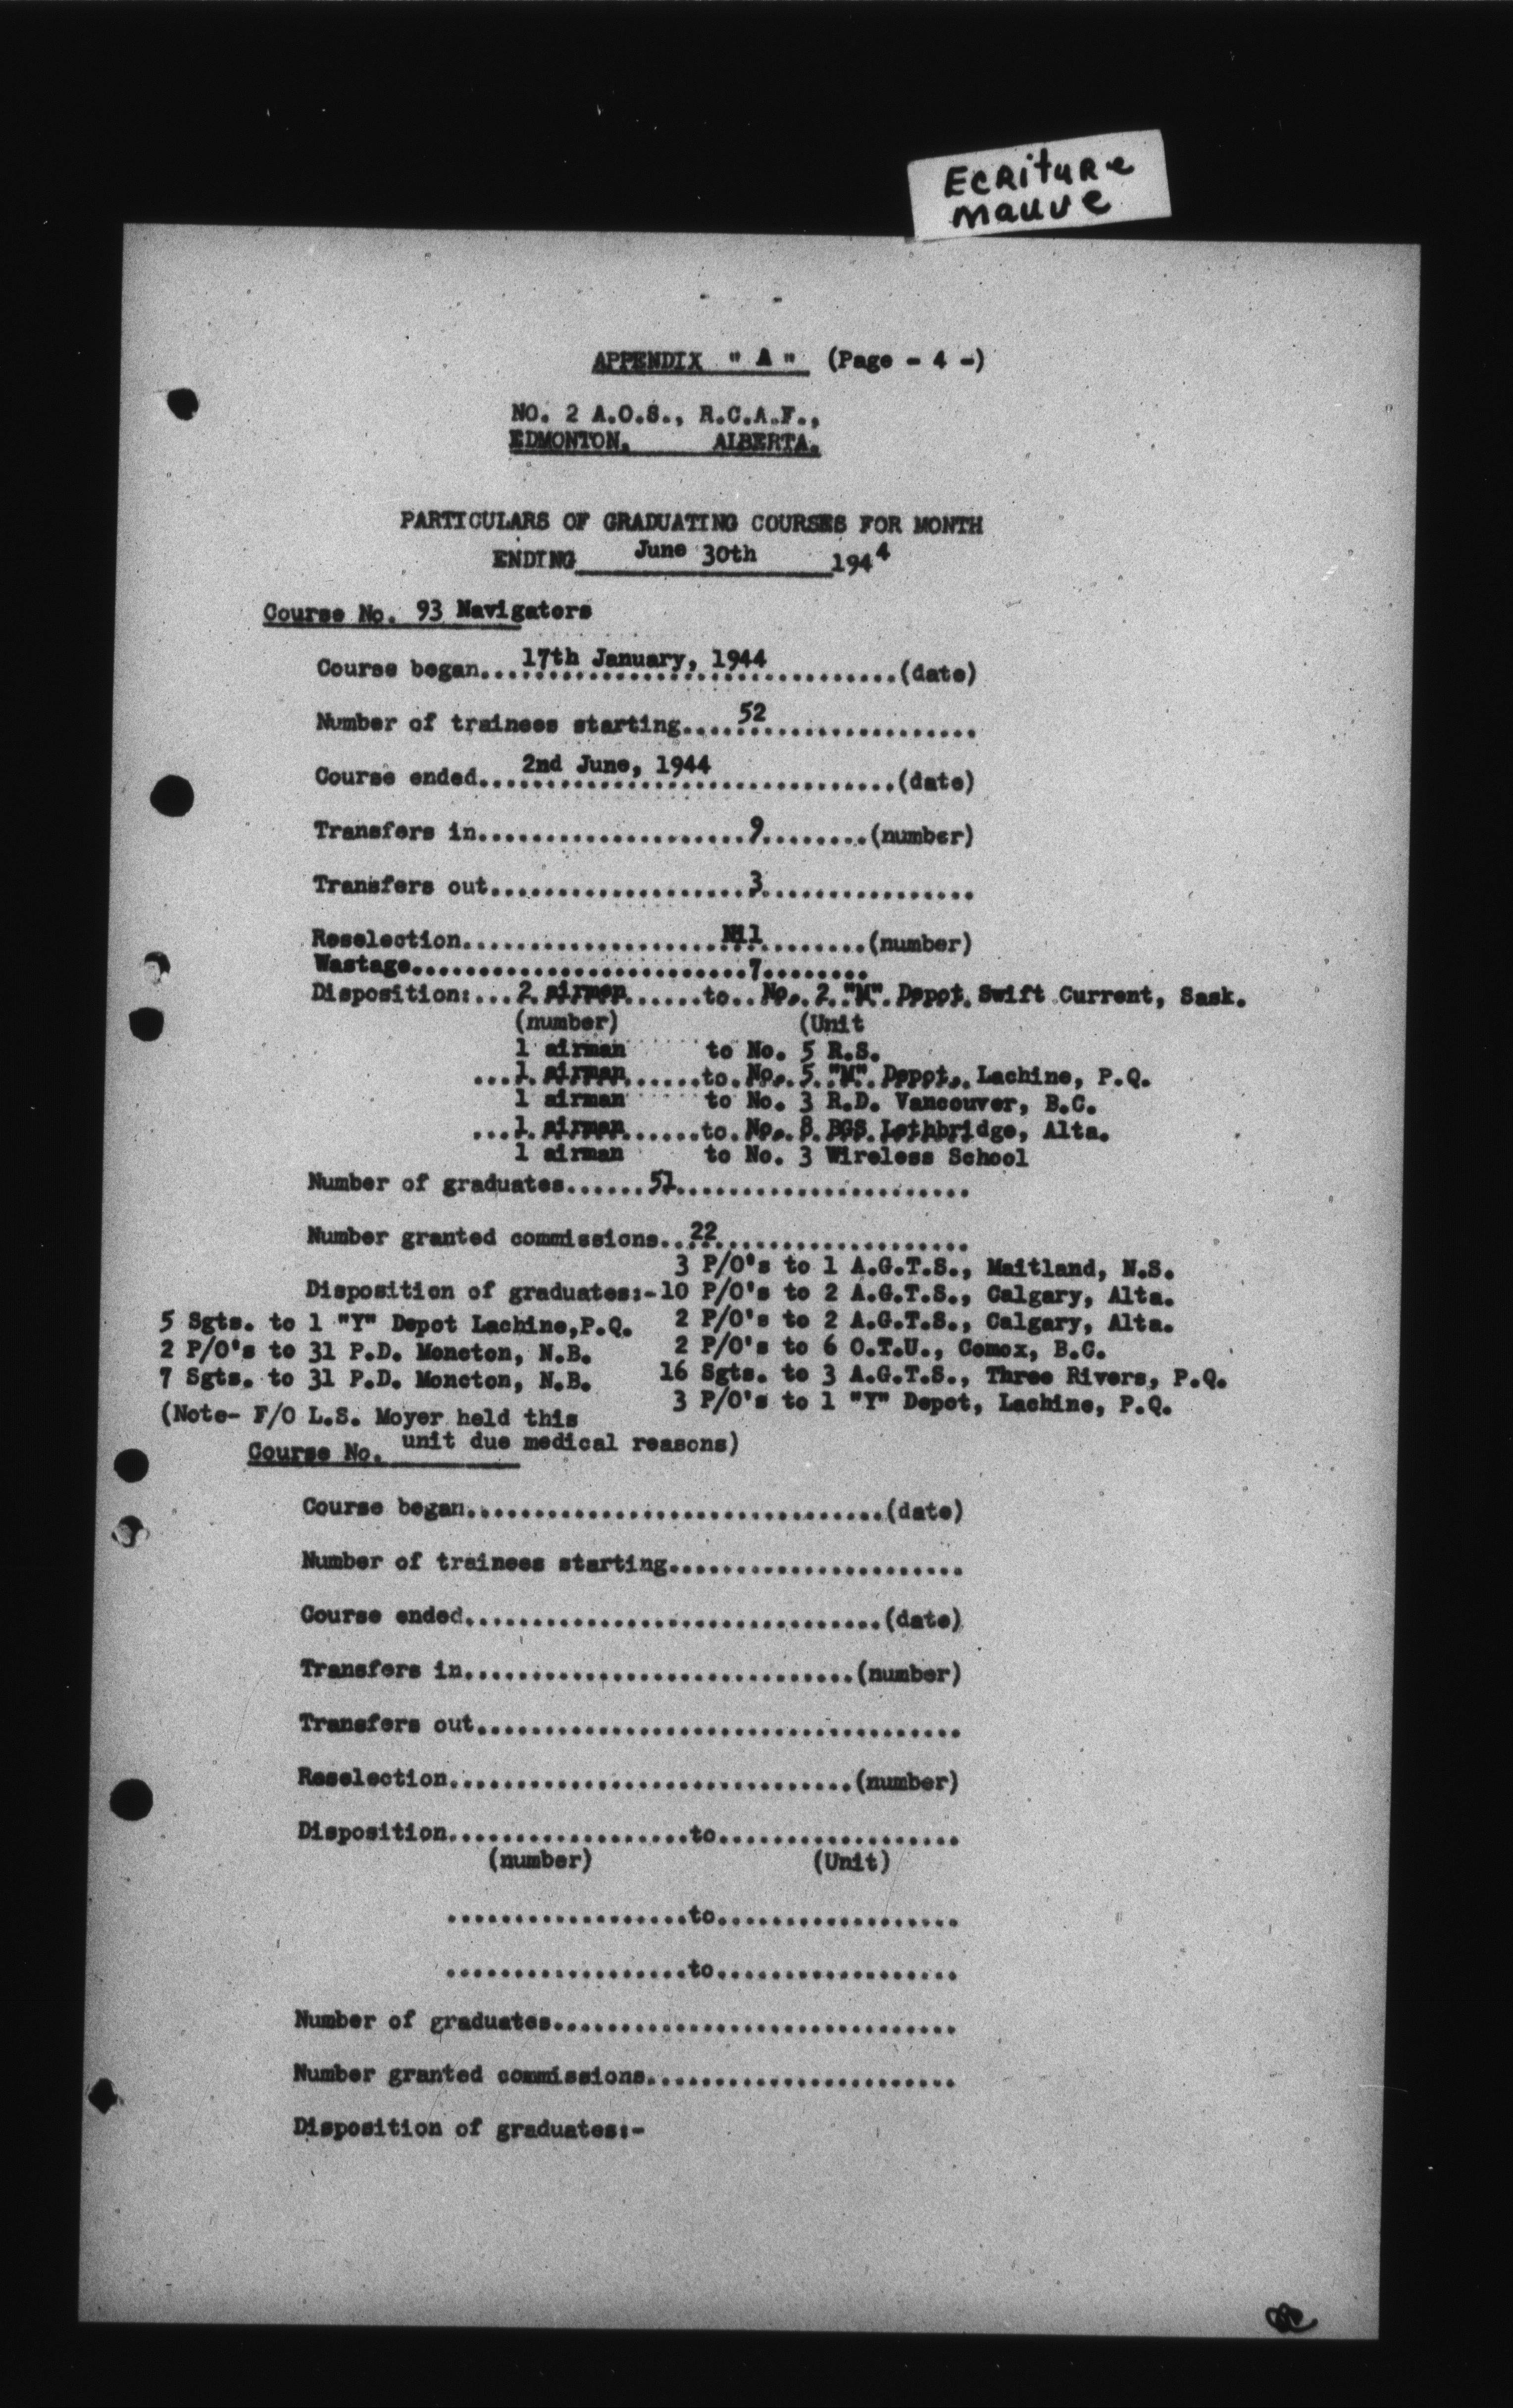 Ecriture
mauve
APPENDIX " A " (Page - 4 -)
NO. 2 A.O.S., R.C.A.F.,
EDMONTON, ALBERTA.
PARTICULARS OF GRADUATING COURSES FOR MONTH
ENDING June 30th 1944
Course No. 93 Navigators
Course began...17th January, 1944...(date)
Number of trainees starting....52...
Course ended...2nd June, 1944...(date)
Transfers in...9...(number)
Transfers out...3...
Reselection...Nil...(number)
Wastage...7...
Disposition:...2 airmen...to..No. 2 "M" Depot Swift Current, Sask.
(number) (Unit
1 airman to No. 5 R.S.
...1 airman...to.No. 5 "M" Depot, Lachine, P.Q.
1 airman to No. 3 R.D. Vancouver, B.C.
...1 airman...to.No. 8 BGS Lethbridge, Alta.
1 airman to No. 3 Wireless School
Number of graduates......51...
Number granted commissions..22...
3 P/O's to 1 A.G.T.S., Maitland, N.S.
Disposition of graduates:-10 P/O's to 2 A.G.T.S., Calgary, Alta.
5 Sgts. to 1 "Y" Depot Lachine,P.Q. 2 P/O's to 2 A.G.T.S., Calgary, Alta.
2 P/O's to 31 P.D. Moncton, N.B. 2 P/O's to 6 O.T.U., Comox, B.C.
7 Sgts. to 31 P.D. Moncton, N.B. 16 Sgts. to 3 A.G.T.S., Three Rivers, P.Q.
3 P/O's to 1 "Y" Depot, Lachine, P.Q.
(Note- F/O L.S. Moyer held this
unit due medical reasons)
Course No.
Course began...(date)
Number of trainees starting...
Course ended...(date)
Transfers in...(number)
Transfers out...
Reselection...(number)
Disposition...to...
(number) (Unit)
...to...
...to...
Number of graduates...
Number granted commissions...
Disposition of graduates:-